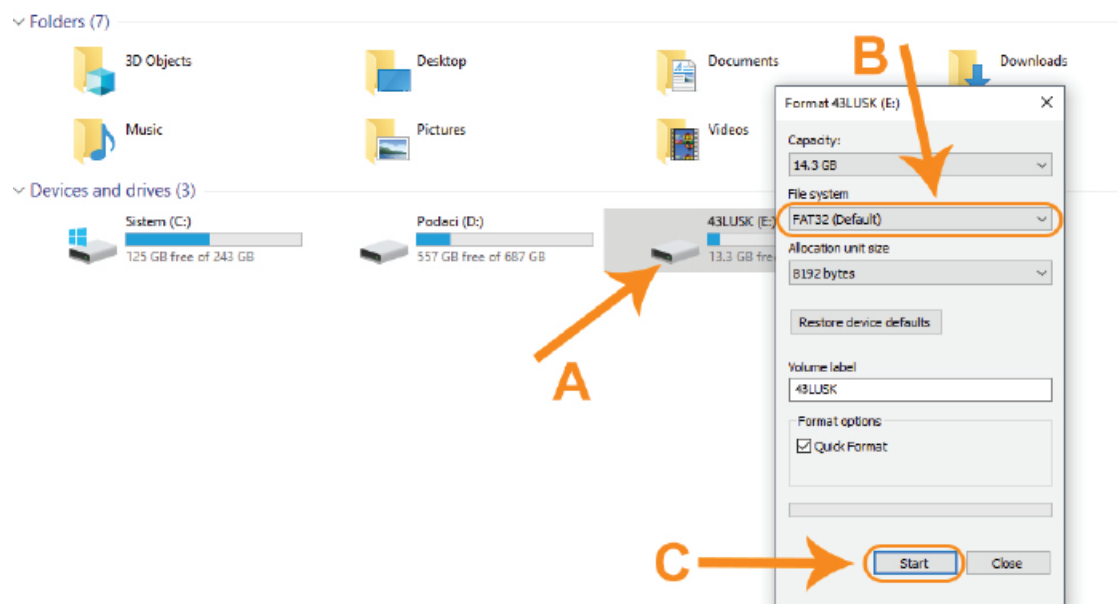 Folders (7)
3D Objects
Desktop
Documents
Downloads
B
Music
Pictures
Videos
Devices and drives (3)
Sistem (C:)
125 GB free of 243 GB
Podaci (D:)
557 GB free of 687 GB
43LUSK (E:)
13.3 GB
A
Format 43LUSK (E:)
Capacity:
14.3 GB
File system
FAT32 (Default)
Allocation unit size
8192 bytes
Restore device defaults
Volume label
43LUSK
Format options
Quick Format
C
Start
Close